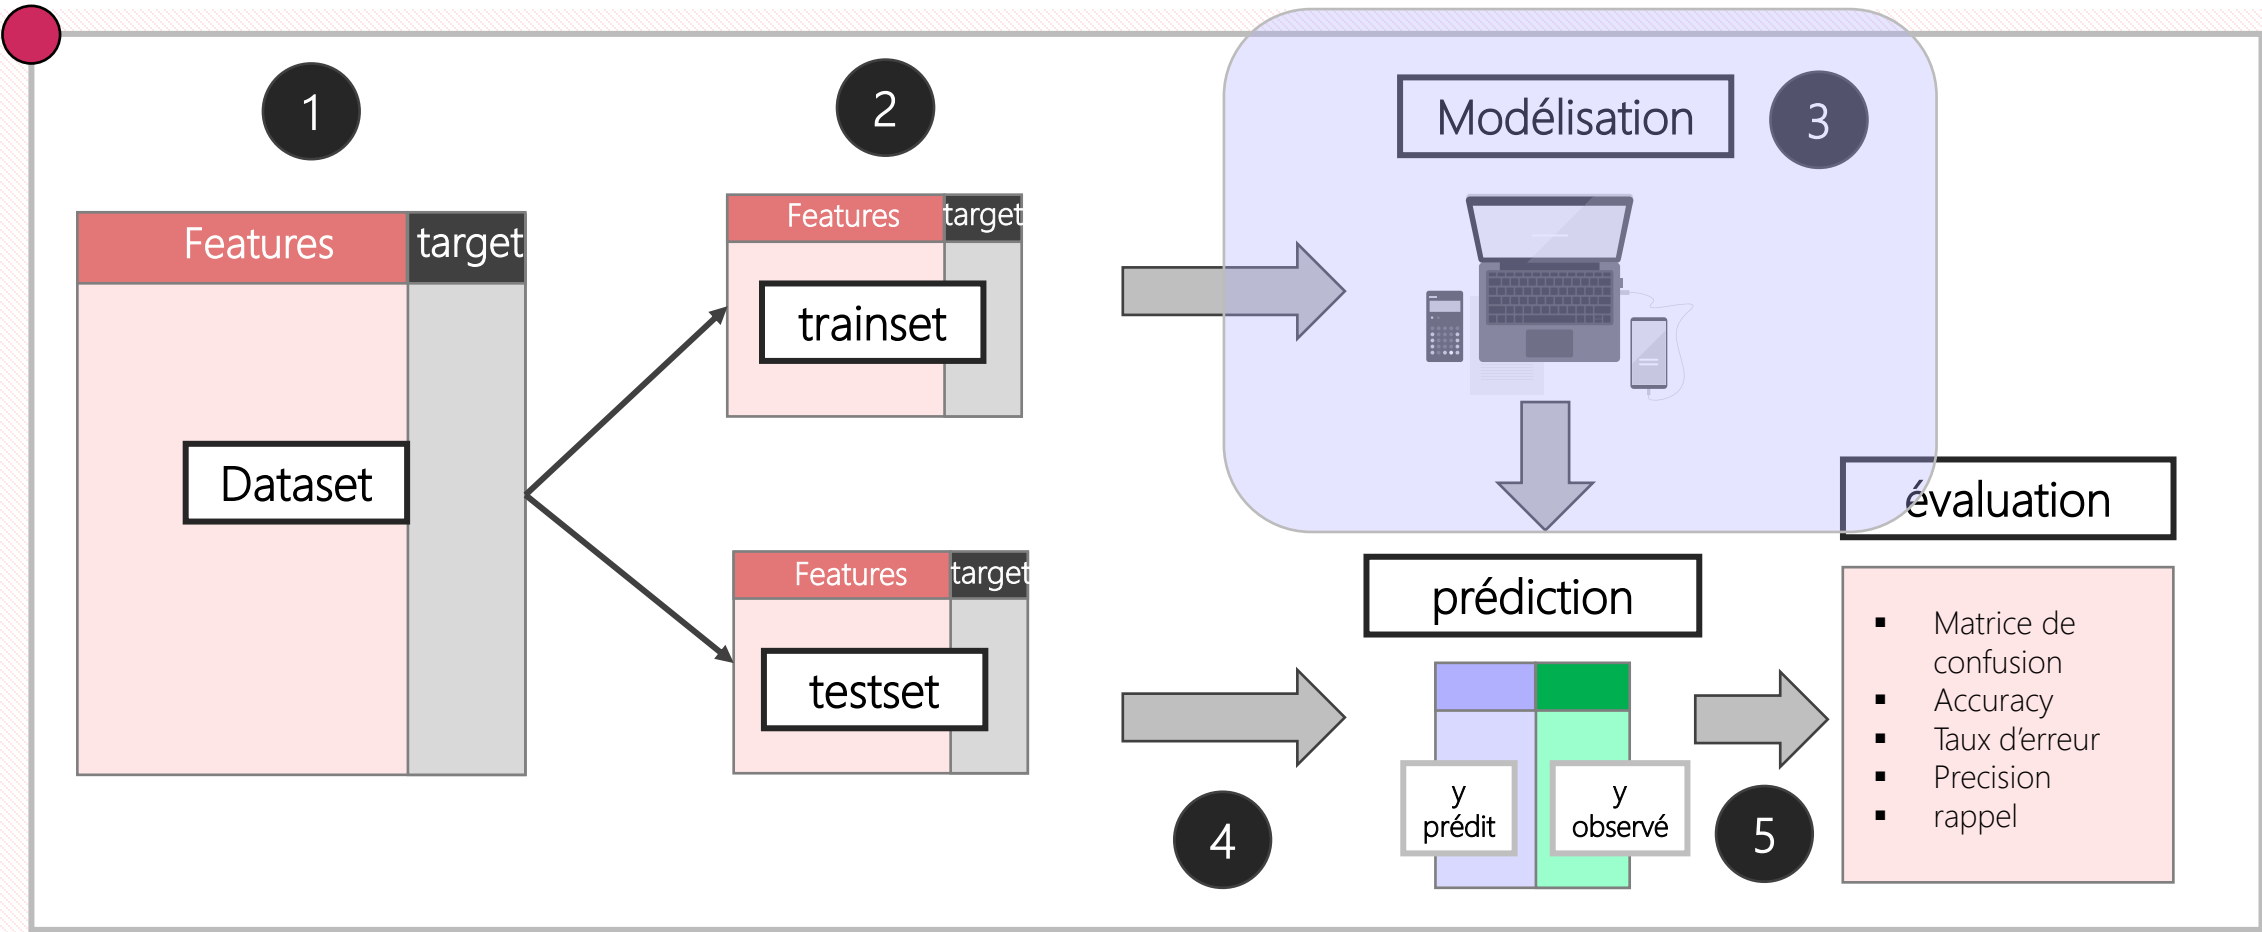 1
Features
target
Dataset
2
Features
target
trainset
Features
target
testset
Modélisation
3
4
prédiction
y
prédit
y
observé
5
évaluation
▪ Matrice de
confusion
▪ Accuracy
▪ Taux d'erreur
▪ Precision
▪ rappel